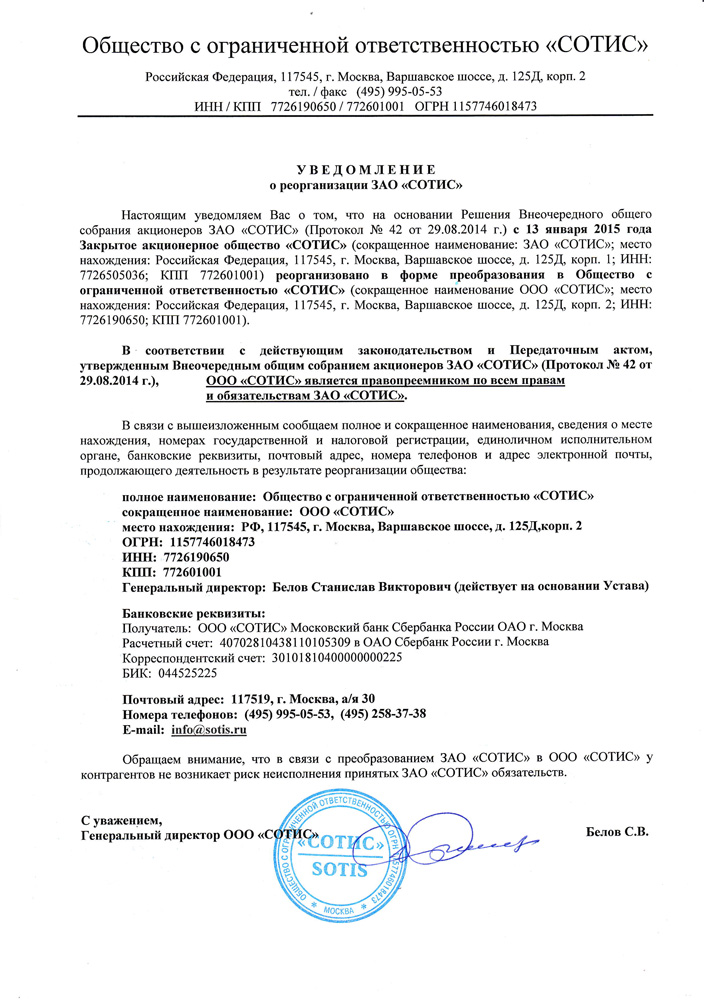 Общество с ограниченной ответственностью «СОТИС»
Российская Федерация, 117545, г. Москва, Варшавское шоссе, д. 125Д, корп. 2
тел. / факс (495) 995-05-53
ИНН / КПП 7726190650 / 772601001 ОГРН 1157746018473
У В Е Д О М Л Е Н И Е
о реорганизации ЗАО «СОТИС»
Настоящим уведомляем Вас о том, что на основании Решения Внеочередного общего
собрания акционеров ЗАО «СОТИС» (Протокол № 42 от 29.08.2014 г.) с 13 января 2015 года
Закрытое акционерное общество «СОТИС» (сокращенное наименование: ЗАО «СОТИС»; место
нахождения: Российская Федерация, 117545, г. Москва, Варшавское шоссе, д. 125Д, корп. 1; ИНН:
7726505036; КПП 772601001) реорганизовано в форме преобразования в Общество с
ограниченной ответственностью «СОТИС» (сокращенное наименование ООО «СОТИС»; место
нахождения: Российская Федерация, 117545, г. Москва, Варшавское шоссе, д. 125Д, корп. 2; ИНН:
7726190650; КПП 772601001).
В соответствии с действующим законодательством и Передаточным актом,
утвержденным Внеочередным общим собранием акционеров ЗАО «СОТИС» (Протокол № 42 от
29.08.2014 г.), ООО «СОТИС» является правопреемником по всем правам
и обязательствам ЗАО «СОТИС».
В связи с вышеизложенным сообщаем полное и сокращенное наименования, сведения о месте
нахождения, номерах государственной и налоговой регистрации, единоличном исполнительном
органе, банковские реквизиты, почтовый адрес, номера телефонов и адрес электронной почты,
продолжающего деятельность в результате реорганизации общества:
полное наименование: Общество с ограниченной ответственностью «СОТИС»
сокращенное наименование: ООО «СОТИС»
место нахождения: РФ, 117545, г. Москва, Варшавское шоссе, д. 125Д,корп. 2
ОГРН: 1157746018473
ИНН: 7726190650
КПП: 772601001
Генеральный директор: Белов Станислав Викторович (действует на основании Устава)
Банковские реквизиты:
Получатель: ООО «СОТИС» Московский банк Сбербанка России ОАО г. Москва
Расчетный счет: 40702810438110105309 в ОАО Сбербанк России г. Москва
Корреспондентский счет: 30101810400000000225
БИК: 044525225
Почтовый адрес: 117519, г. Москва, а/я 30
Номера телефонов: (495) 995-05-53, (495) 258-37-38
E-mail: info@sotis.ru
Обращаем внимание, что в связи с преобразованием ЗАО «СОТИС» в ООО «СОТИС» у
контрагентов не возникает риск неисполнения принятых ЗАО «СОТИС» обязательств.
С уважением,
Генеральный директор ООО «СОТИС»
Белов С.В.
ОБЩЕСТВО С ОГРАНИЧЕННОЙ ОТВЕТСТВЕННОСТЬЮ ОГРН 1157746018473
«СОТИС»
SOTIS
* МОСКВА *